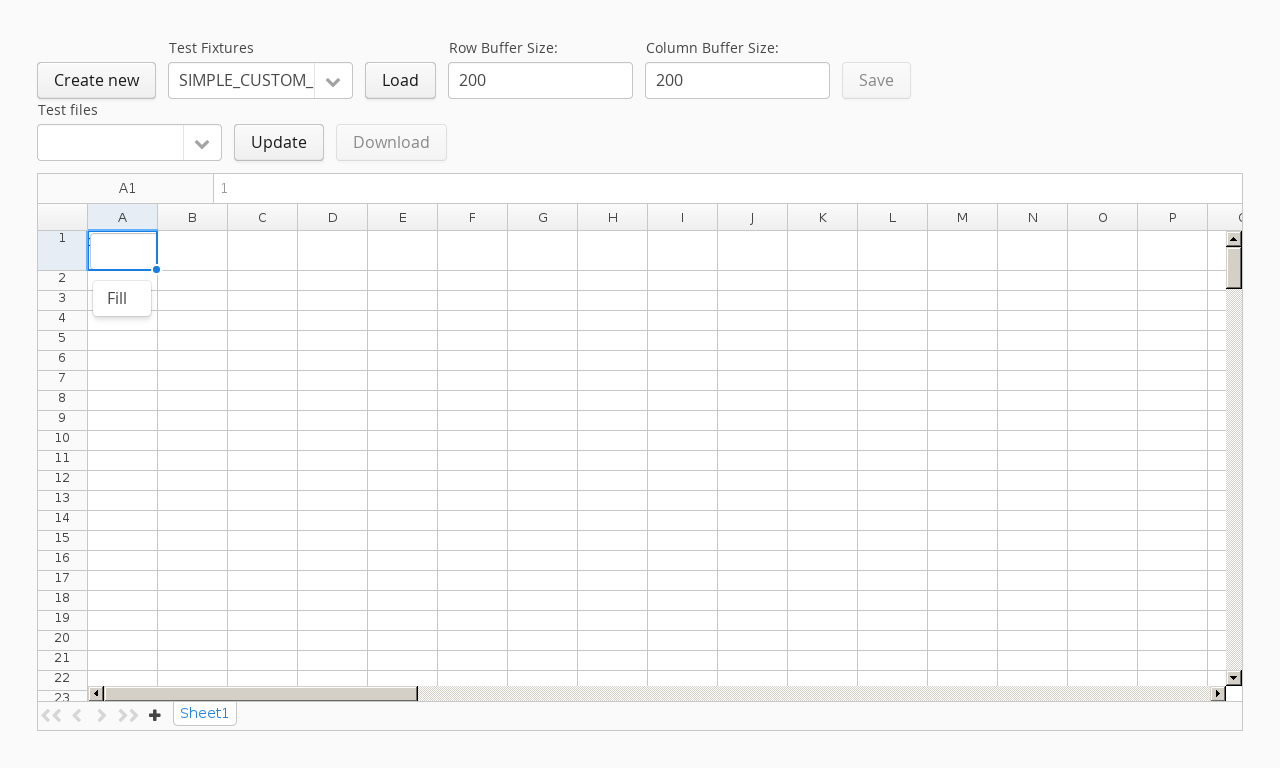 Test Fixtures Row Buffer Size: Column Buffer Size:
Create new SIMPLE_CUSTOM_ Load 200 200 Save
Test files
Update Download
A1 1
A B C D E F G H I J K L M N O P
1
2
3
Fill
4
5
6
7
8
9
10
11
12
13
14
15
16
17
18
19
20
21
22
23
Sheet1